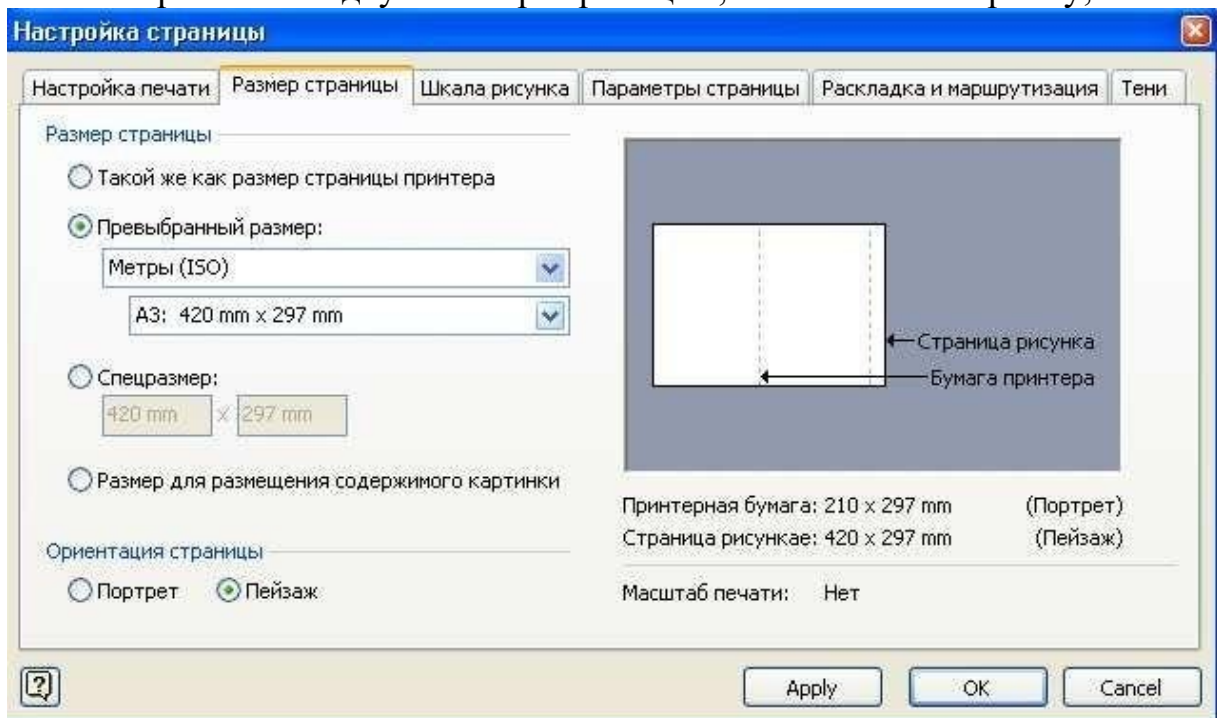 Настройка страницы
Настройка печати Размер страницы Шкала рисунка Параметры страницы Раскладка и маршрутизация Тени
Размер страницы
Такой же как размер страницы принтера
Превыбранный размер:
Метры (ISO)
A3: 420 mm x 297 mm
Спецразмер:
420 mm x 297 mm
Размер для размещения содержимого картинки
Ориентация страницы
Портрет Пейзаж
Страница рисунка
Бумага принтера
Принтерная бумага: 210 x 297 mm (Портрет)
Страница рисункае: 420 x 297 mm (Пейзаж)
Масштаб печати: Нет
Apply OK Cancel